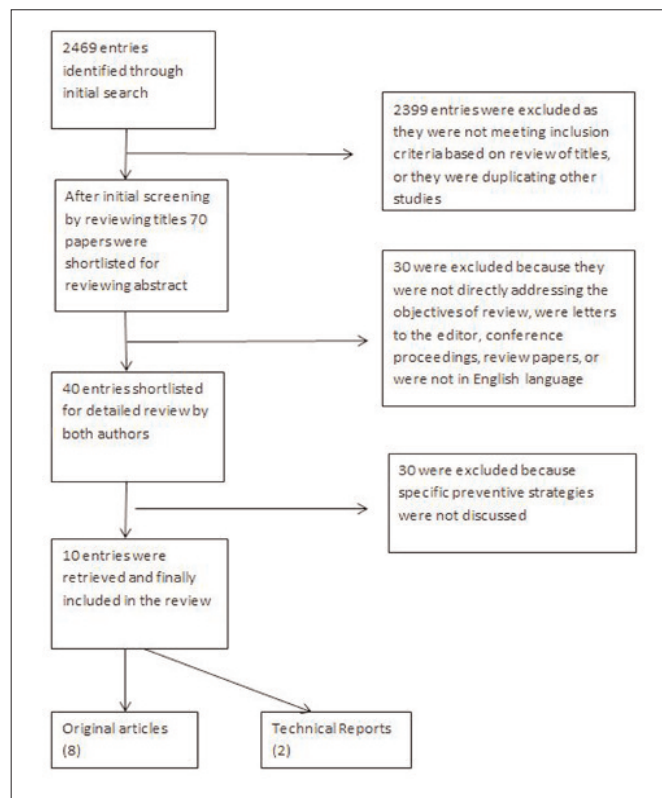 2469 entries
identified through
initial search
2399 entries were excluded as
they were not meeting inclusion
criteria based on review of titles,
or they were duplicating other
studies
After initial screening
by reviewing titles 70
papers were
shortlisted for
reviewing abstract
30 were excluded because they
were not directly addressing the
objectives of review, were letters
to the editor, conference
proceedings, review papers, or
were not in English language
40 entries shortlisted
for detailed review by
both authors
30 were excluded because
specific preventive strategies
were not discussed
10 entries were
retrieved and finally
included in the review
Original articles
(8)
Technical Reports
(2)